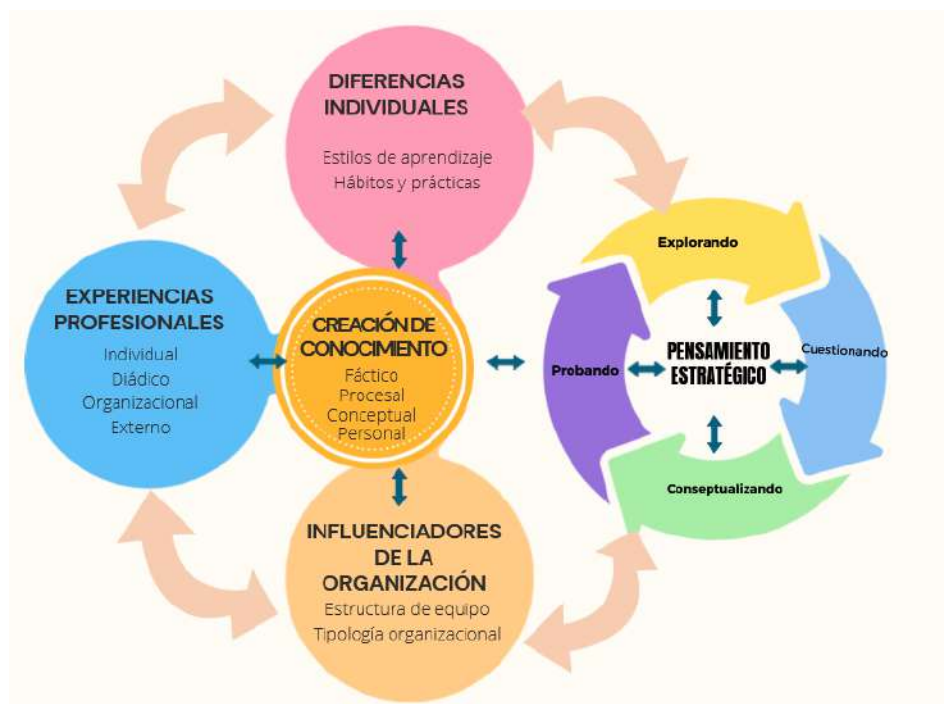 DIFERENCIAS
INDIVIDUALES
Estilos de aprendizaje
Hábitos y prácticas
EXPERIENCIAS
PROFESIONALES
Individual
Diádico
Organizacional
Externo
CREACIÓN DE
CONOCIMIENTO
Fáctico
Procesal
Conceptual
Personal
INFLUENCIADORES
DE LA
ORGANIZACIÓN
Estructura de equipo
Tipología organizacional
Explorando
Cuestionando
PENSAMIENTO
ESTRATÉGICO
Probando
Conseptualizando